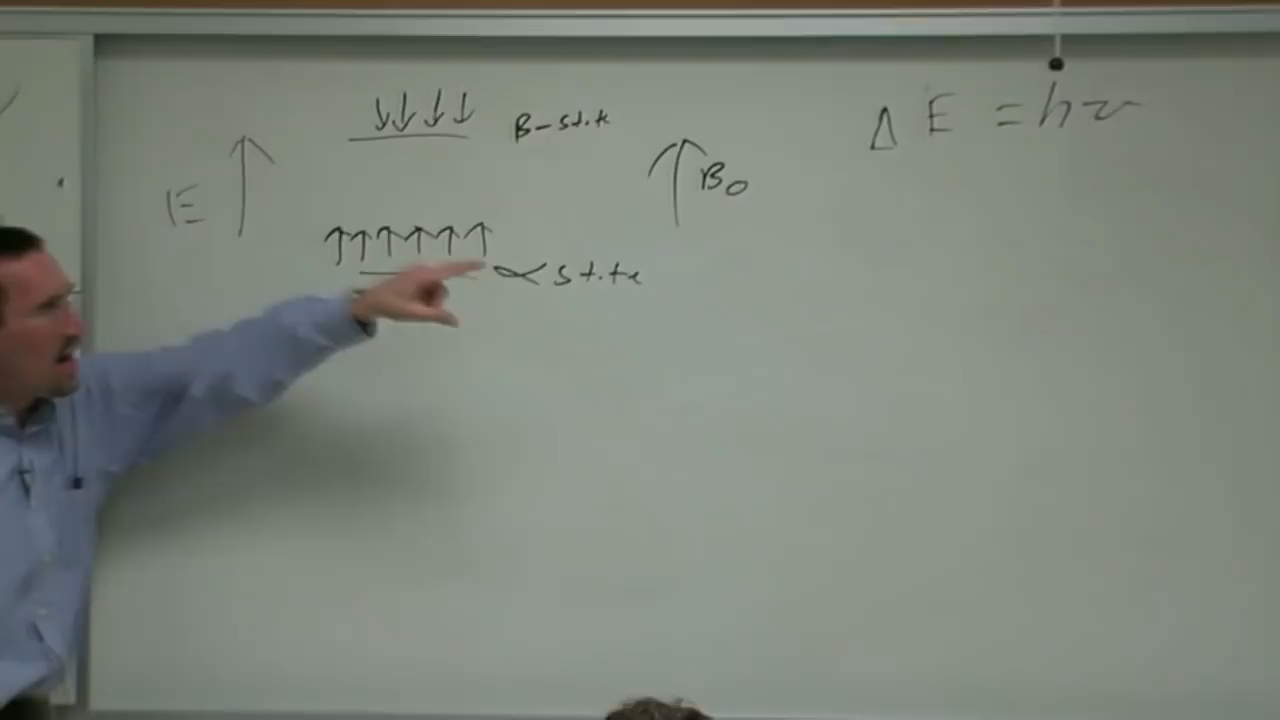 ΔE = hν
β-state
B₀
E
α state